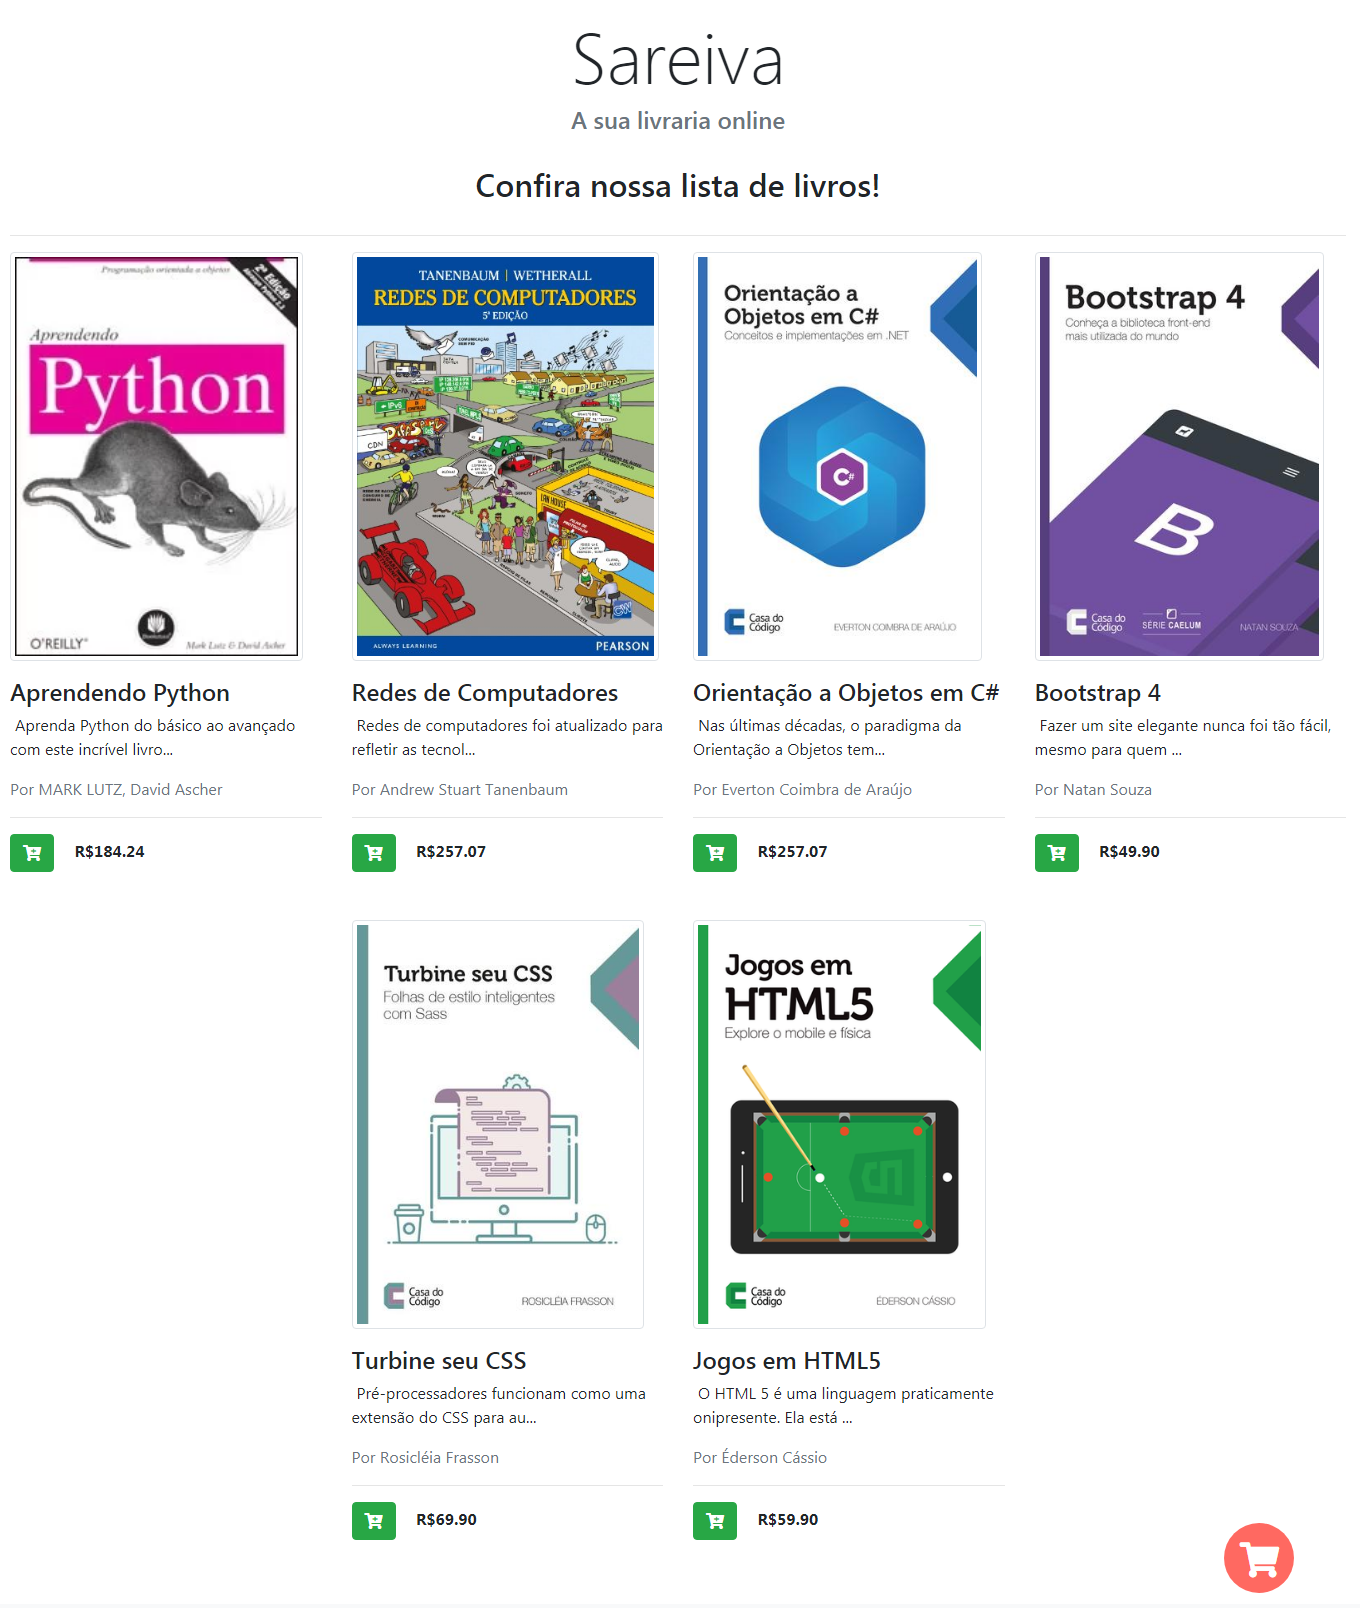 Sareiva
A sua livraria online
Confira nossa lista de livros!
Programação orientada a objetos
2ª Edição
Aprendendo
Python
O'REILLY®
Mark Lutz & David Ascher
Aprendendo Python
Aprenda Python do básico ao avançado
com este incrível livro...
Por MARK LUTZ, David Ascher
R$184.24
TANENBAUM | WETHERALL
REDES DE COMPUTADORES
5ª EDIÇÃO
CDN
LAN HOUSE
ALWAYS LEARNING
PEARSON
Redes de Computadores
Redes de computadores foi atualizado para
refletir as tecnol...
Por Andrew Stuart Tanenbaum
R$257.07
Orientação a
Objetos em C#
Conceitos e implementações em .NET
C#
Casa do
Código
EVERTON COIMBRA DE ARAÚJO
Orientação a Objetos em C#
Nas últimas décadas, o paradigma da
Orientação a Objetos tem...
Por Everton Coimbra de Araújo
R$257.07
Bootstrap 4
Conheça a biblioteca front-end
mais utilizada do mundo
B
Casa do
Código
SÉRIE CAELUM
NATAN SOUZA
Bootstrap 4
Fazer um site elegante nunca foi tão fácil,
mesmo para quem ...
Por Natan Souza
R$49.90
Turbine seu CSS
Folhas de estilo inteligentes
com Sass
Casa do
Código
ROSICLÉIA FRASSON
Turbine seu CSS
Pré-processadores funcionam como uma
extensão do CSS para au...
Por Rosicléia Frasson
R$69.90
Jogos em
HTML5
Explore o mobile e física
Casa do
Código
ÉDERSON CÁSSIO
Jogos em HTML5
O HTML 5 é uma linguagem praticamente
onipresente. Ela está ...
Por Éderson Cássio
R$59.90